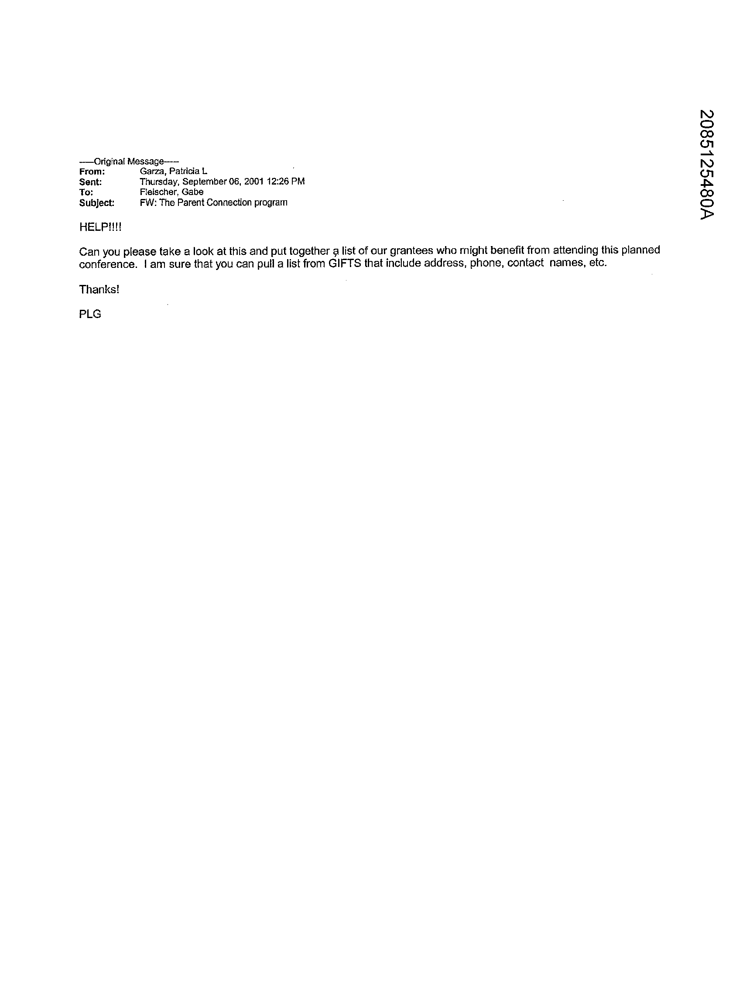 -----Original Message-----
From: Garza, Patricia L
Sent: Thursday, September 06, 2001 12:26 PM
To: Fleischer, Gabe
Subject: FW: The Parent Connection program
HELP!!!!
Can you please take a look at this and put together a list of our grantees who might benefit from attending this planned
conference. I am sure that you can pull a list from GIFTS that include address, phone, contact names, etc.
Thanks!
PLG
2085125480A